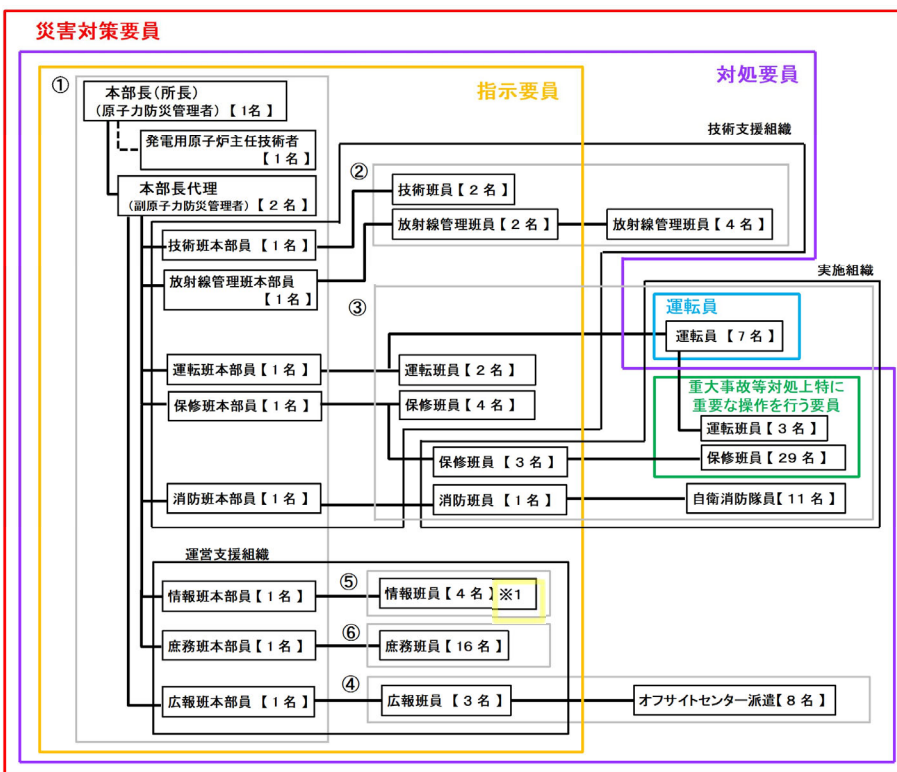 災害対策要員
対処要員
指示要員
①
本部長(所長)
(原子力防災管理者)【 1名 】
発電用原子炉主任技術者
【 1 名 】
本部長代理
(副原子力防災管理者)【 2 名 】
技術支援組織
②
技術班員【 2 名 】
技術班本部員【 1 名 】
放射線管理班員【 2 名 】
放射線管理班員【 4 名 】
放射線管理班本部員
【 1 名 】
実施組織
③
運転員
運転員 【 7 名 】
運転班本部員【 1 名 】
運転班員【 2 名 】
重大事故等対処上特に
重要な操作を行う要員
保修班本部員【 1 名 】
保修班員【 4 名 】
運転班員【 3 名 】
保修班員【 3 名 】
保修班員【 29 名 】
消防班本部員【 1 名 】
消防班員【 1 名 】
自衛消防隊員【 11 名 】
運営支援組織
⑤
情報班本部員【 1 名 】
情報班員【 4 名 】※1
⑥
庶務班本部員【 1 名 】
庶務班員【 16 名 】
④
広報班本部員【 1 名 】
広報班員 【 3 名 】
オフサイトセンター派遣【 8 名 】